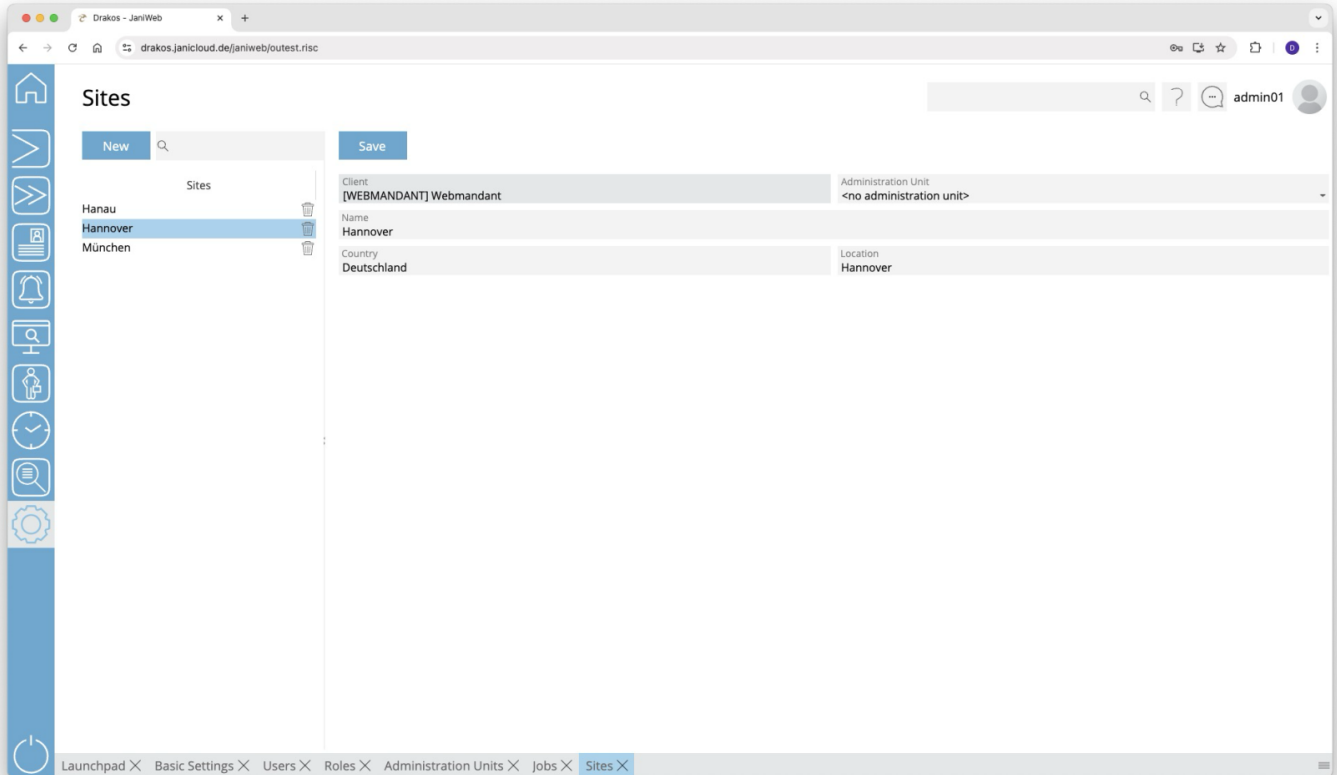 Drakos - JaniWeb
drakos.janicloud.de/janiweb/outest.risc
D
Sites
admin01
New
Save
Sites
Hanau
Hannover
München
Client
[WEBMANDANT] Webmandant
Administration Unit
<no administration unit>
Name
Hannover
Country
Deutschland
Location
Hannover
Launchpad Basic Settings Users Roles Administration Units Jobs Sites